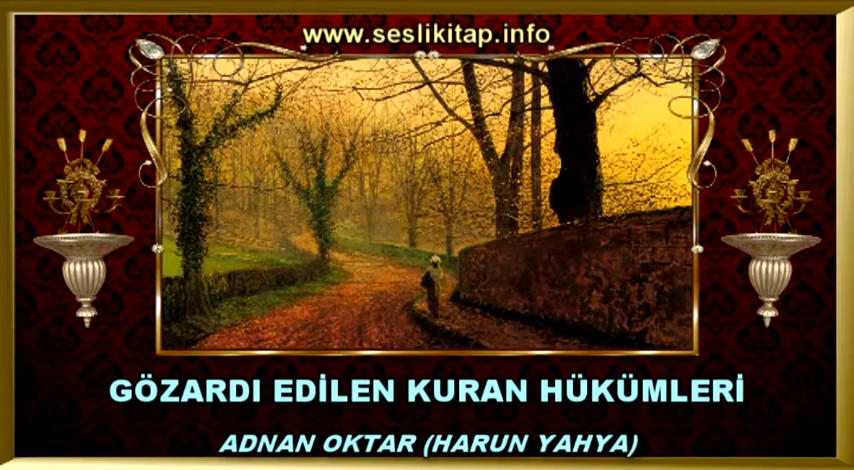 www.seslikitap.info
GÖZARDI EDİLEN KURAN HÜKÜMLERİ
ADNAN OKTAR (HARUN YAHYA)